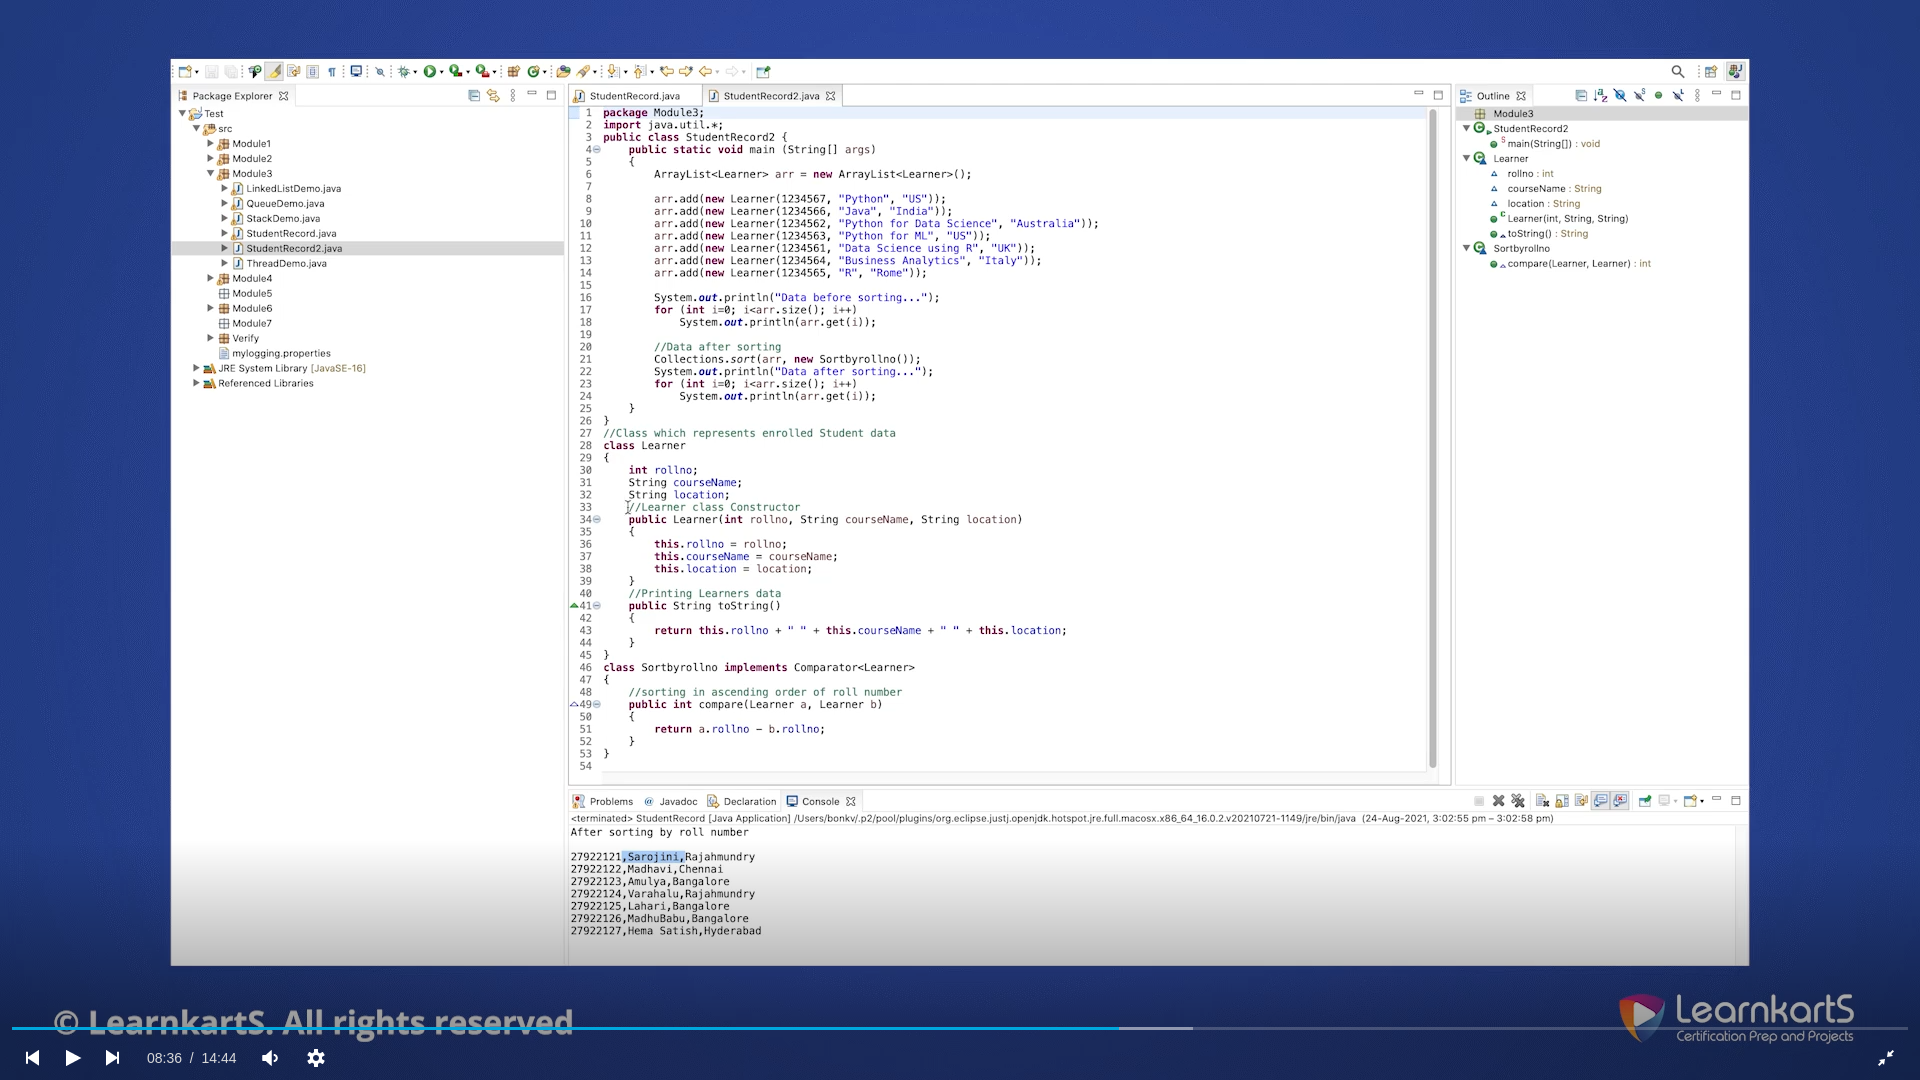 Package Explorer
Test
src
Module1
Module2
Module3
LinkedListDemo.java
QueueDemo.java
StackDemo.java
StudentRecord.java
StudentRecord2.java
ThreadDemo.java
Module4
Module5
Module6
Module7
Verify
mylogging.properties
JRE System Library [JavaSE-16]
Referenced Libraries
StudentRecord.java
StudentRecord2.java
1 package Module3;
2 import java.util.*;
3 public class StudentRecord2 {
4 public static void main (String[] args)
5 {
6 ArrayList<Learner> arr = new ArrayList<Learner>();
7
8 arr.add(new Learner(1234567, "Python", "US"));
9 arr.add(new Learner(1234566, "Java", "India"));
10 arr.add(new Learner(1234562, "Python for Data Science", "Australia"));
11 arr.add(new Learner(1234563, "Python for ML", "US"));
12 arr.add(new Learner(1234561, "Data Science using R", "UK"));
13 arr.add(new Learner(1234564, "Business Analytics", "Italy"));
14 arr.add(new Learner(1234565, "R", "Rome"));
15
16 System.out.println("Data before sorting...");
17 for (int i=0; i<arr.size(); i++)
18 System.out.println(arr.get(i));
19
20 //Data after sorting
21 Collections.sort(arr, new Sortbyrollno());
22 System.out.println("Data after sorting...");
23 for (int i=0; i<arr.size(); i++)
24 System.out.println(arr.get(i));
25 }
26 }
27 //Class which represents enrolled Student data
28 class Learner
29 {
30 int rollno;
31 String courseName;
32 String location;
33 //Learner class Constructor
34 public Learner(int rollno, String courseName, String location)
35 {
36 this.rollno = rollno;
37 this.courseName = courseName;
38 this.location = location;
39 }
40 //Printing Learners data
41 public String toString()
42 {
43 return this.rollno + " " + this.courseName + " " + this.location;
44 }
45 }
46 class Sortbyrollno implements Comparator<Learner>
47 {
48 //sorting in ascending order of roll number
49 public int compare(Learner a, Learner b)
50 {
51 return a.rollno - b.rollno;
52 }
53 }
54
Outline
Module3
StudentRecord2
main(String[]) : void
Learner
rollno : int
courseName : String
location : String
Learner(int, String, String)
toString() : String
Sortbyrollno
compare(Learner, Learner) : int
Problems @ Javadoc Declaration Console
<terminated> StudentRecord [Java Application] /Users/bonkv/.p2/pool/plugins/org.eclipse.justj.openjdk.hotspot.jre.full.macosx.x86_64_16.0.2.v20210721-1149/jre/bin/java (24-Aug-2021, 3:02:55 pm – 3:02:58 pm)
After sorting by roll number
27922121,Sarojini,Rajahmundry
27922122,Madhavi,Chennai
27922123,Amulya,Bangalore
27922124,Varahalu,Rajahmundry
27922125,Lahari,Bangalore
27922126,MadhuBabu,Bangalore
27922127,Hema Satish,Hyderabad
© LearnkartS. All rights reserved
LearnkartS
Certification Prep and Projects
08:36 / 14:44